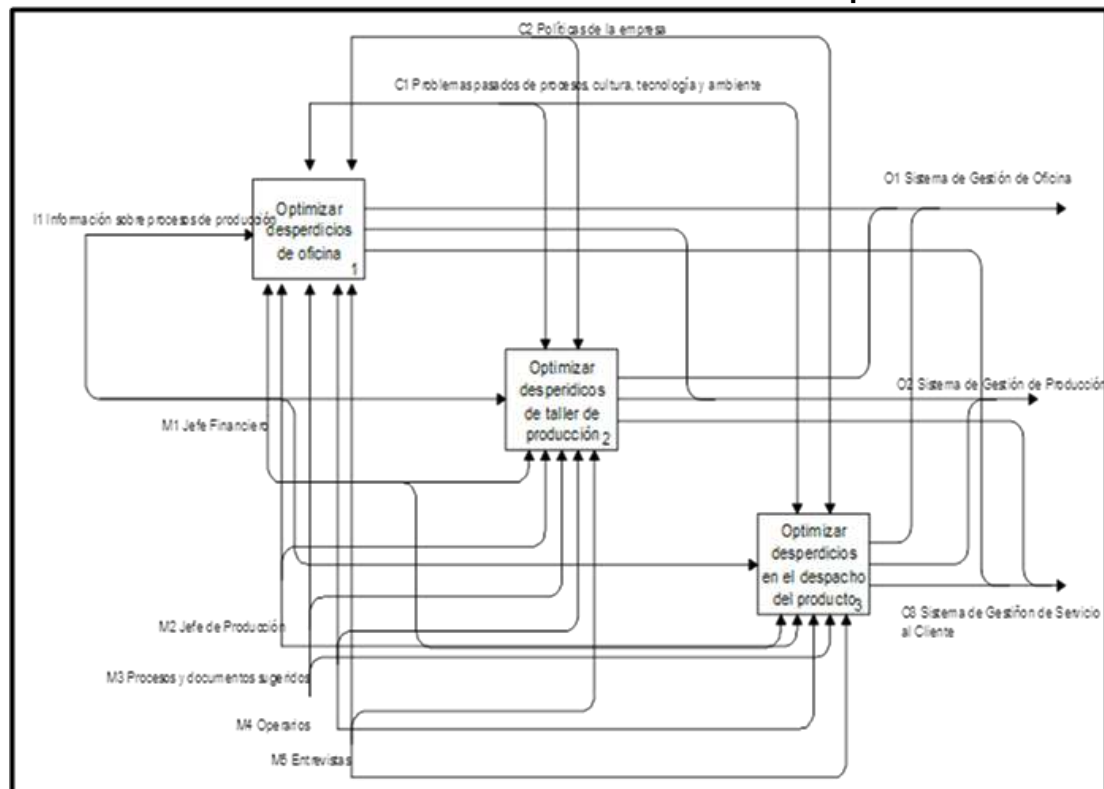 C2 Políticas de la empresa
C1 Problemas pasados de procesos, cultura, tecnología y ambiente
O1 Sistema de Gestión de Oficina
Optimizar
desperdicios
de oficina
1
I1 Información sobre procesos de producción
Optimizar
desperidicos
de taller de
producción
2
O2 Sistema de Gestión de Producción
M1 Jefe Financiero
Optimizar
desperdicios
en el despacho
del producto
3
C3 Sistema de Gestiñon de Servicio
al Cliente
M2 Jefe de Producción
M3 Procesos y documentos sugeridos
M4 Operarios
M5 Entrevistas